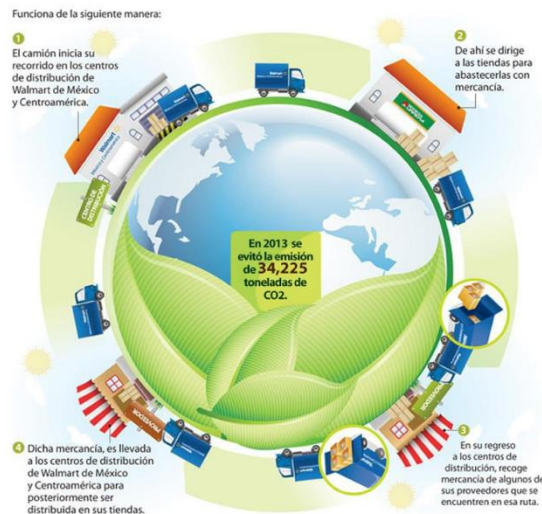 Funciona de la siguiente manera:
1
El camión inicia su
recorrido en los centros
de distribución de
Walmart de México
y Centroamérica.
2
De ahí se dirige
a las tiendas para
abastecerlas con
mercancía.
Walmart
México y Centroamérica
CENTRO DE
DISTRIBUCIÓN
En 2013 se
evitó la emisión
de 34,225
toneladas de
CO2.
PROVEEDOR
PROVEEDOR
3
En su regreso
a los centros de
distribución, recoge
mercancía de algunos de
sus proveedores que se
encuentren en esa ruta.
4
Dicha mercancía, es llevada
a los centros de distribución
de Walmart de México
y Centroamérica para
posteriormente ser
distribuida en sus tiendas.